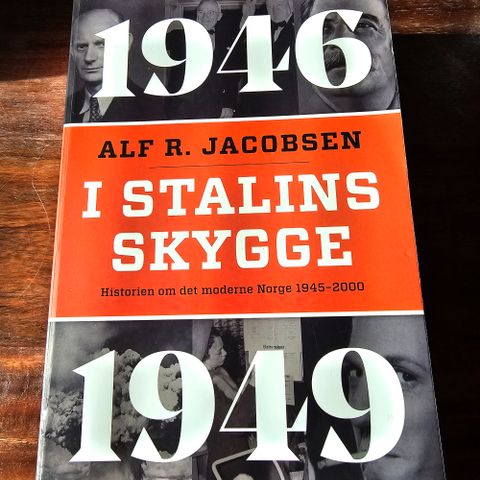 1946
ALF R. JACOBSEN
I STALINS
SKYGGE
Historien om det moderne Norge 1945–2000
1949